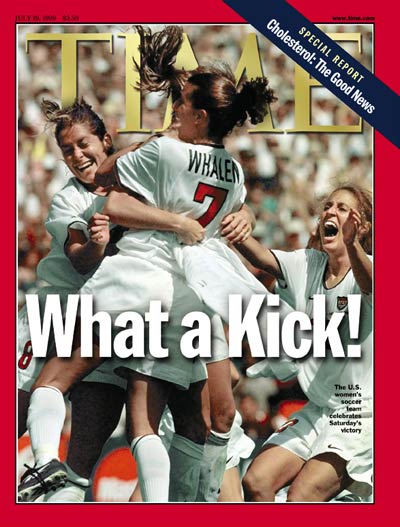 JULY 19, 1999 $3.50
www.time.com
TIME
SPECIAL REPORT
Cholesterol: The Good News
WHALEN
7
What a Kick!
8
The U.S.
women's
soccer
team
celebrates
Saturday's
victory